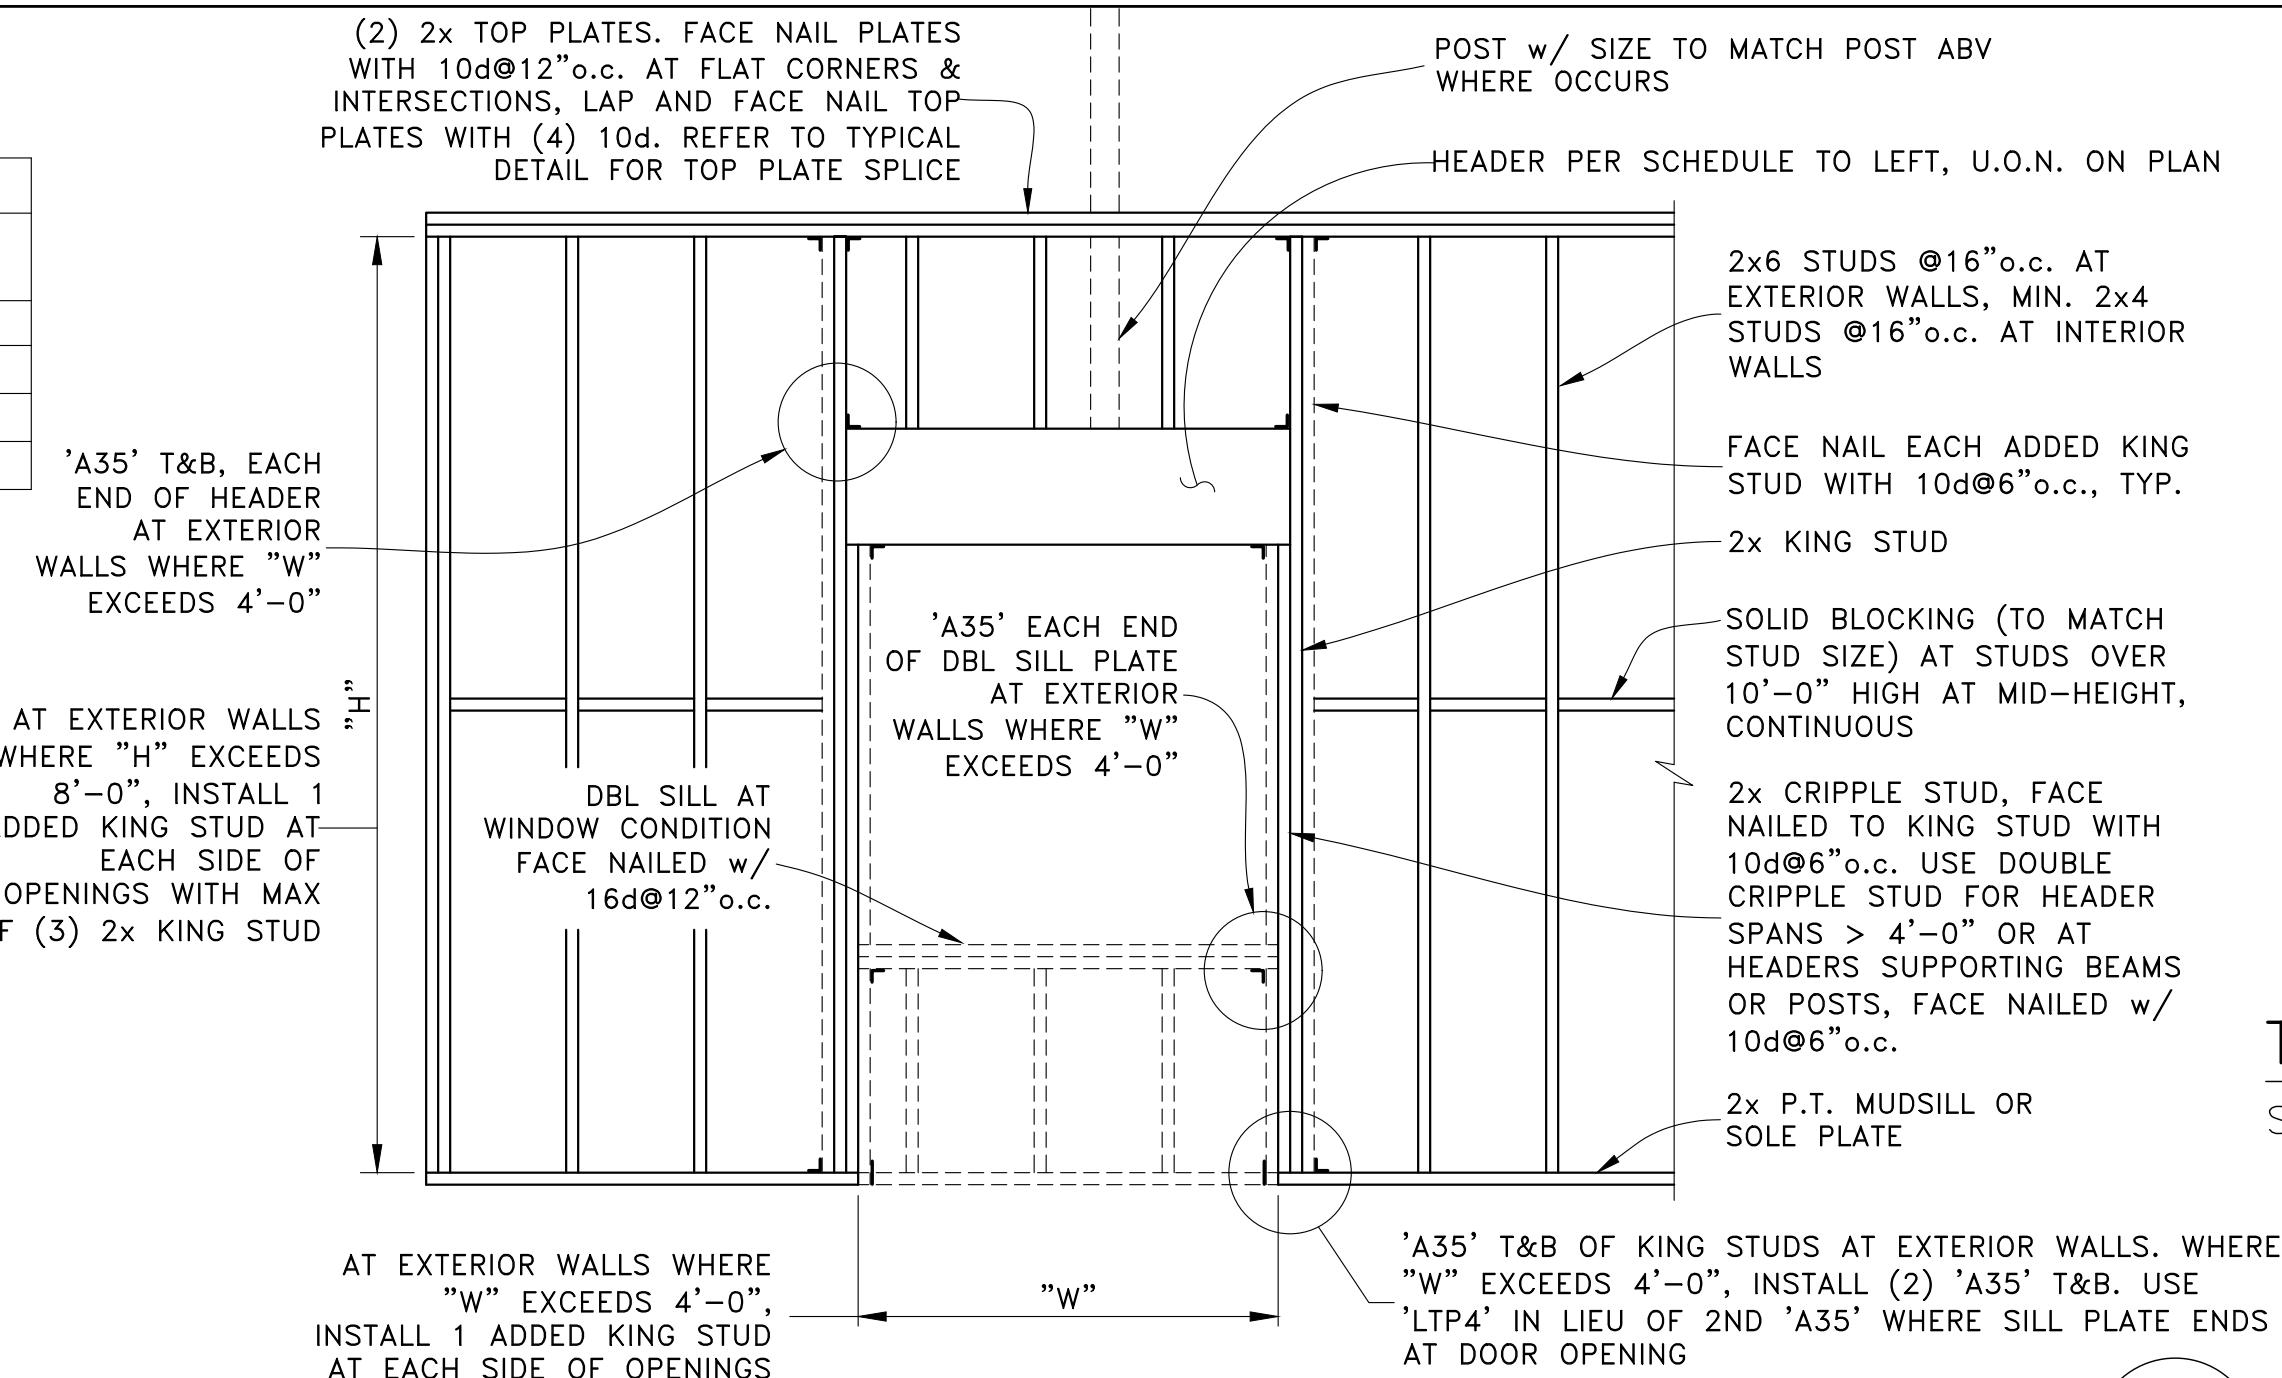 (2) 2x TOP PLATES. FACE NAIL PLATES
WITH 10d@12”o.c. AT FLAT CORNERS &
INTERSECTIONS, LAP AND FACE NAIL TOP
PLATES WITH (4) 10d. REFER TO TYPICAL
DETAIL FOR TOP PLATE SPLICE
POST w/ SIZE TO MATCH POST ABV
WHERE OCCURS
HEADER PER SCHEDULE TO LEFT, U.O.N. ON PLAN
2x6 STUDS @16”o.c. AT
EXTERIOR WALLS, MIN. 2x4
STUDS @16”o.c. AT INTERIOR
WALLS
FACE NAIL EACH ADDED KING
STUD WITH 10d@6”o.c., TYP.
2x KING STUD
SOLID BLOCKING (TO MATCH
STUD SIZE) AT STUDS OVER
10’-0” HIGH AT MID-HEIGHT,
CONTINUOUS
2x CRIPPLE STUD, FACE
NAILED TO KING STUD WITH
10d@6”o.c. USE DOUBLE
CRIPPLE STUD FOR HEADER
SPANS > 4’-0” OR AT
HEADERS SUPPORTING BEAMS
OR POSTS, FACE NAILED w/
10d@6”o.c.
2x P.T. MUDSILL OR
SOLE PLATE
’A35’ T&B, EACH
END OF HEADER
AT EXTERIOR
WALLS WHERE ”W”
EXCEEDS 4’-0”
”H”
AT EXTERIOR WALLS
WHERE ”H” EXCEEDS
8’-0”, INSTALL 1
ADDED KING STUD AT
EACH SIDE OF
OPENINGS WITH MAX
(3) 2x KING STUD
’A35’ EACH END
OF DBL SILL PLATE
AT EXTERIOR
WALLS WHERE ”W”
EXCEEDS 4’-0”
DBL SILL AT
WINDOW CONDITION
FACE NAILED w/
16d@12”o.c.
AT EXTERIOR WALLS WHERE
”W” EXCEEDS 4’-0”,
INSTALL 1 ADDED KING STUD
AT EACH SIDE OF OPENINGS
”W”
’A35’ T&B OF KING STUDS AT EXTERIOR WALLS. WHERE
”W” EXCEEDS 4’-0”, INSTALL (2) ’A35’ T&B. USE
’LTP4’ IN LIEU OF 2ND ’A35’ WHERE SILL PLATE ENDS
AT DOOR OPENING